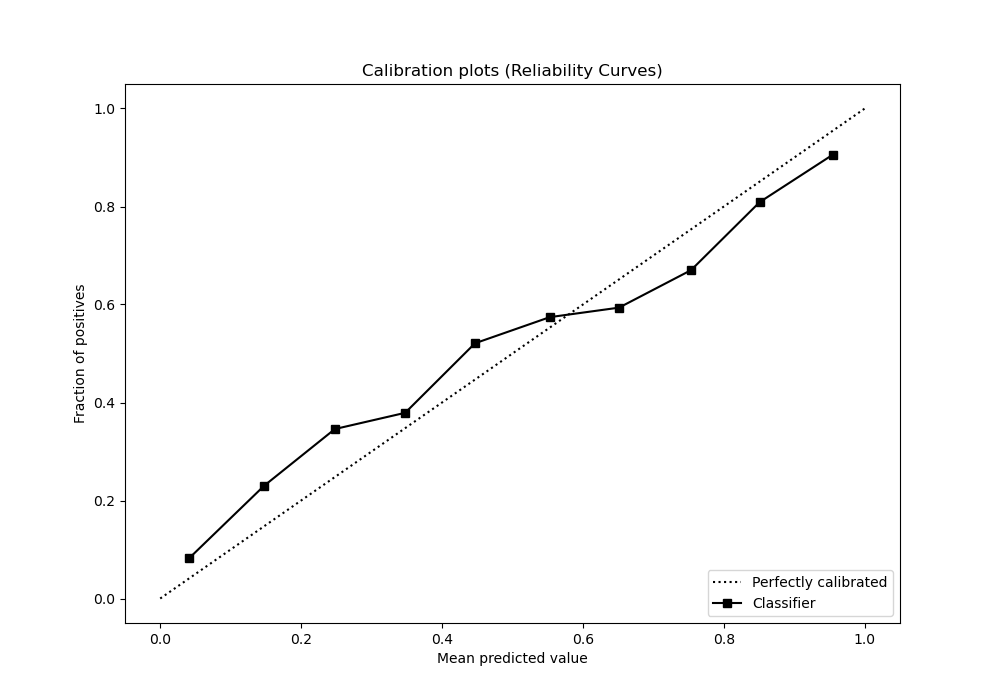 Calibration plots (Reliability Curves)
1.0
0.8
0.6
0.4
0.2
0.0
Fraction of positives
Perfectly calibrated
Classifier
0.0 0.2 0.4 0.6 0.8 1.0
Mean predicted value